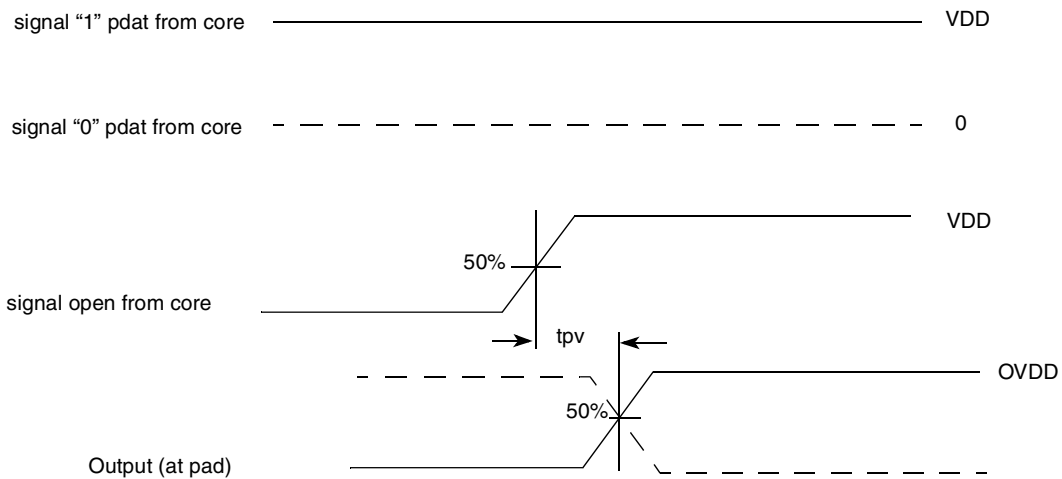 signal “1” pdat from core
VDD
signal “0” pdat from core
0
VDD
50%
signal open from core
tpv
OVDD
50%
Output (at pad)